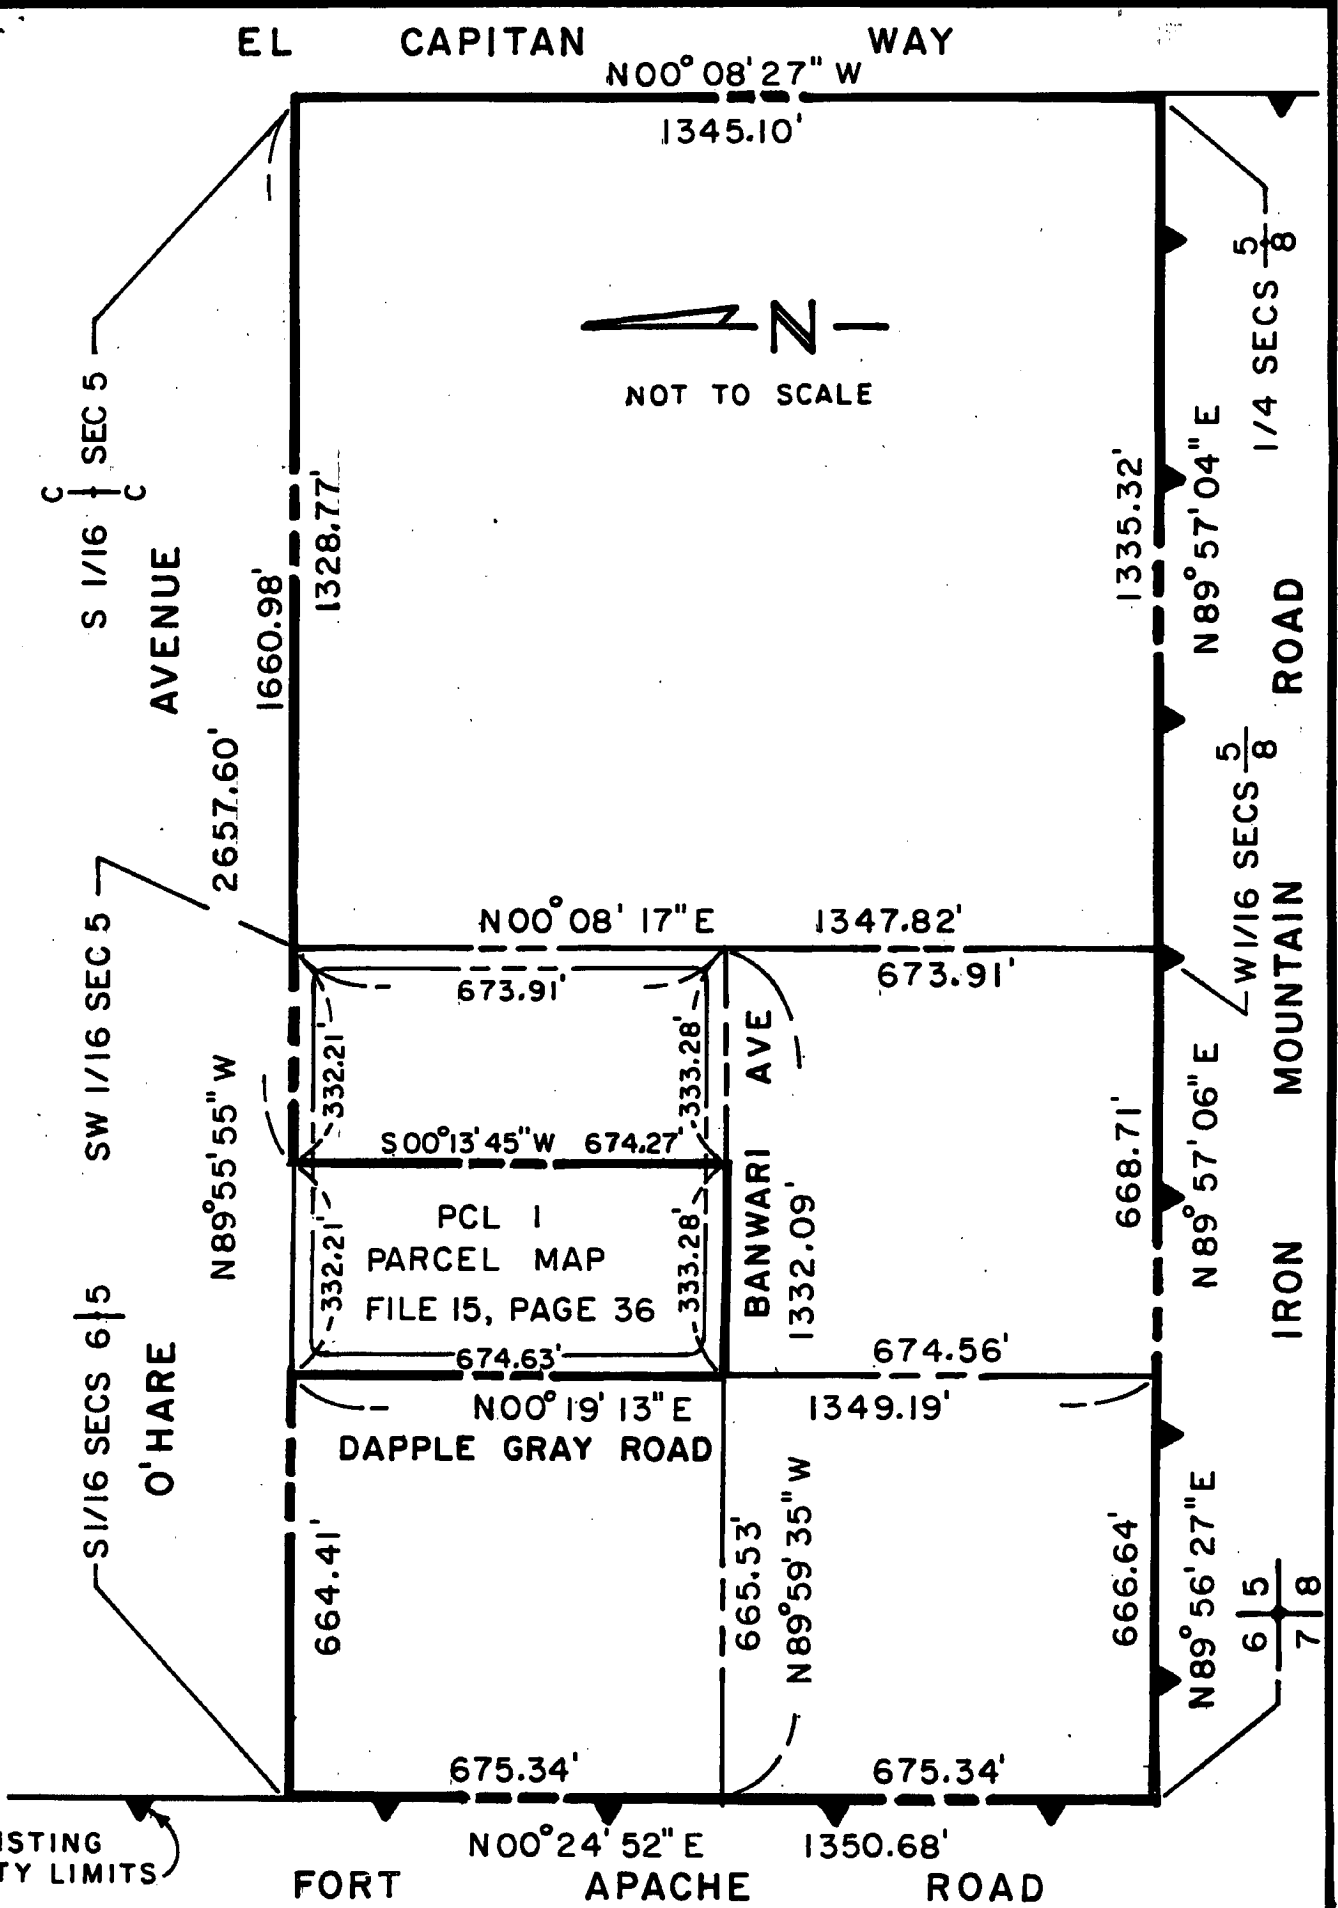 EL CAPITAN WAY
N00°08'27" W
1345.10'
N
NOT TO SCALE
S 1/16 C C SEC 5
AVENUE
1660.98'
1328.77'
2657.60'
1335.32'
N89°57'04" E
1/4 SECS 5 8
ROAD
W1/16 SECS 5 8
MOUNTAIN
SW 1/16 SEC 5
N00°08'17" E 1347.82'
673.91'
673.91'
332.21'
333.28'
BANWARI AVE
1332.09'
S00°13'45" W 674.27'
N89°55'55" W
668.71'
N89°57'06" E
PCL 1
PARCEL MAP
FILE 15, PAGE 36
332.21'
333.28'
IRON
S1/16 SECS 6 5
O'HARE
674.63'
674.56'
N00°19'13" E
1349.19'
DAPPLE GRAY ROAD
664.41'
665.53'
N89°59'35" W
666.64'
N89°56'27" E
6 5
7 8
675.34'
675.34'
ISTING
TY LIMITS
N00°24'52" E
1350.68'
FORT APACHE ROAD